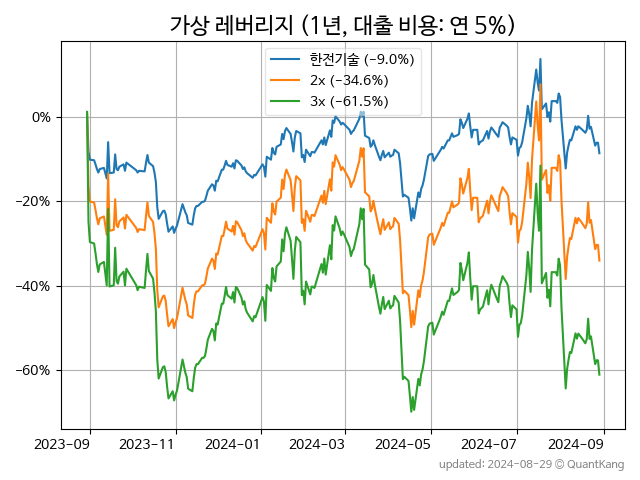 가상 레버리지 (1년, 대출 비용: 연 5%)
한전기술 (−9.0%)
2x (−34.6%)
3x (−61.5%)
0%
−20%
−40%
−60%
2023-09 2023-11 2024-01 2024-03 2024-05 2024-07 2024-09
updated: 2024-08-29 © QuantKang